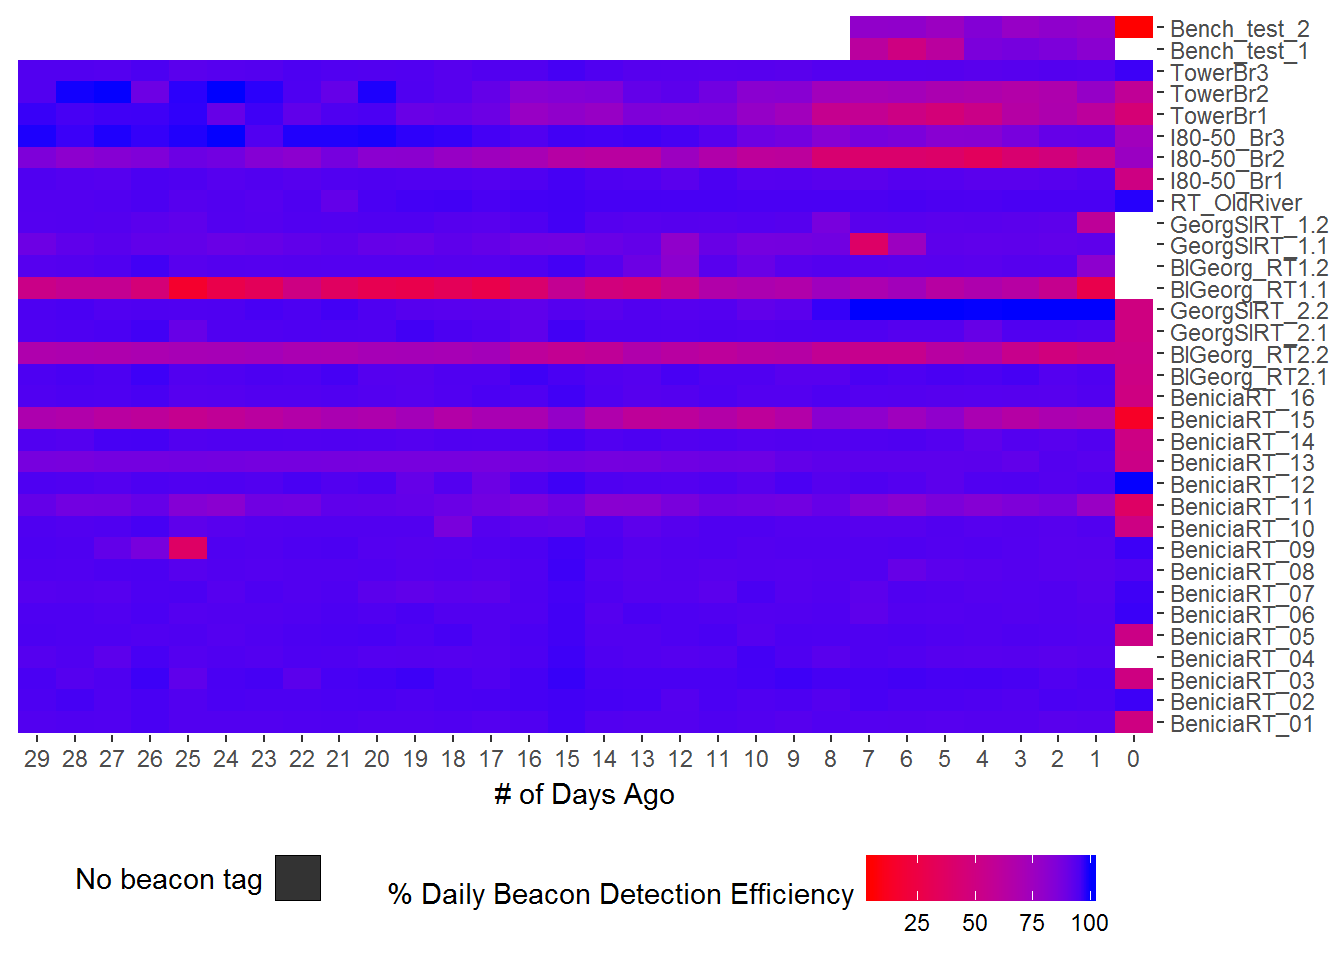 Bench_test_2
Bench_test_1
TowerBr3
TowerBr2
TowerBr1
I80-50_Br3
I80-50_Br2
I80-50_Br1
RT_OldRiver
GeorgSlRT_1.2
GeorgSlRT_1.1
BlGeorg_RT1.2
BlGeorg_RT1.1
GeorgSlRT_2.2
GeorgSlRT_2.1
BlGeorg_RT2.2
BlGeorg_RT2.1
BeniciaRT_16
BeniciaRT_15
BeniciaRT_14
BeniciaRT_13
BeniciaRT_12
BeniciaRT_11
BeniciaRT_10
BeniciaRT_09
BeniciaRT_08
BeniciaRT_07
BeniciaRT_06
BeniciaRT_05
BeniciaRT_04
BeniciaRT_03
BeniciaRT_02
BeniciaRT_01
29 28 27 26 25 24 23 22 21 20 19 18 17 16 15 14 13 12 11 10 9 8 7 6 5 4 3 2 1 0
# of Days Ago
No beacon tag
% Daily Beacon Detection Efficiency
25 50 75 100